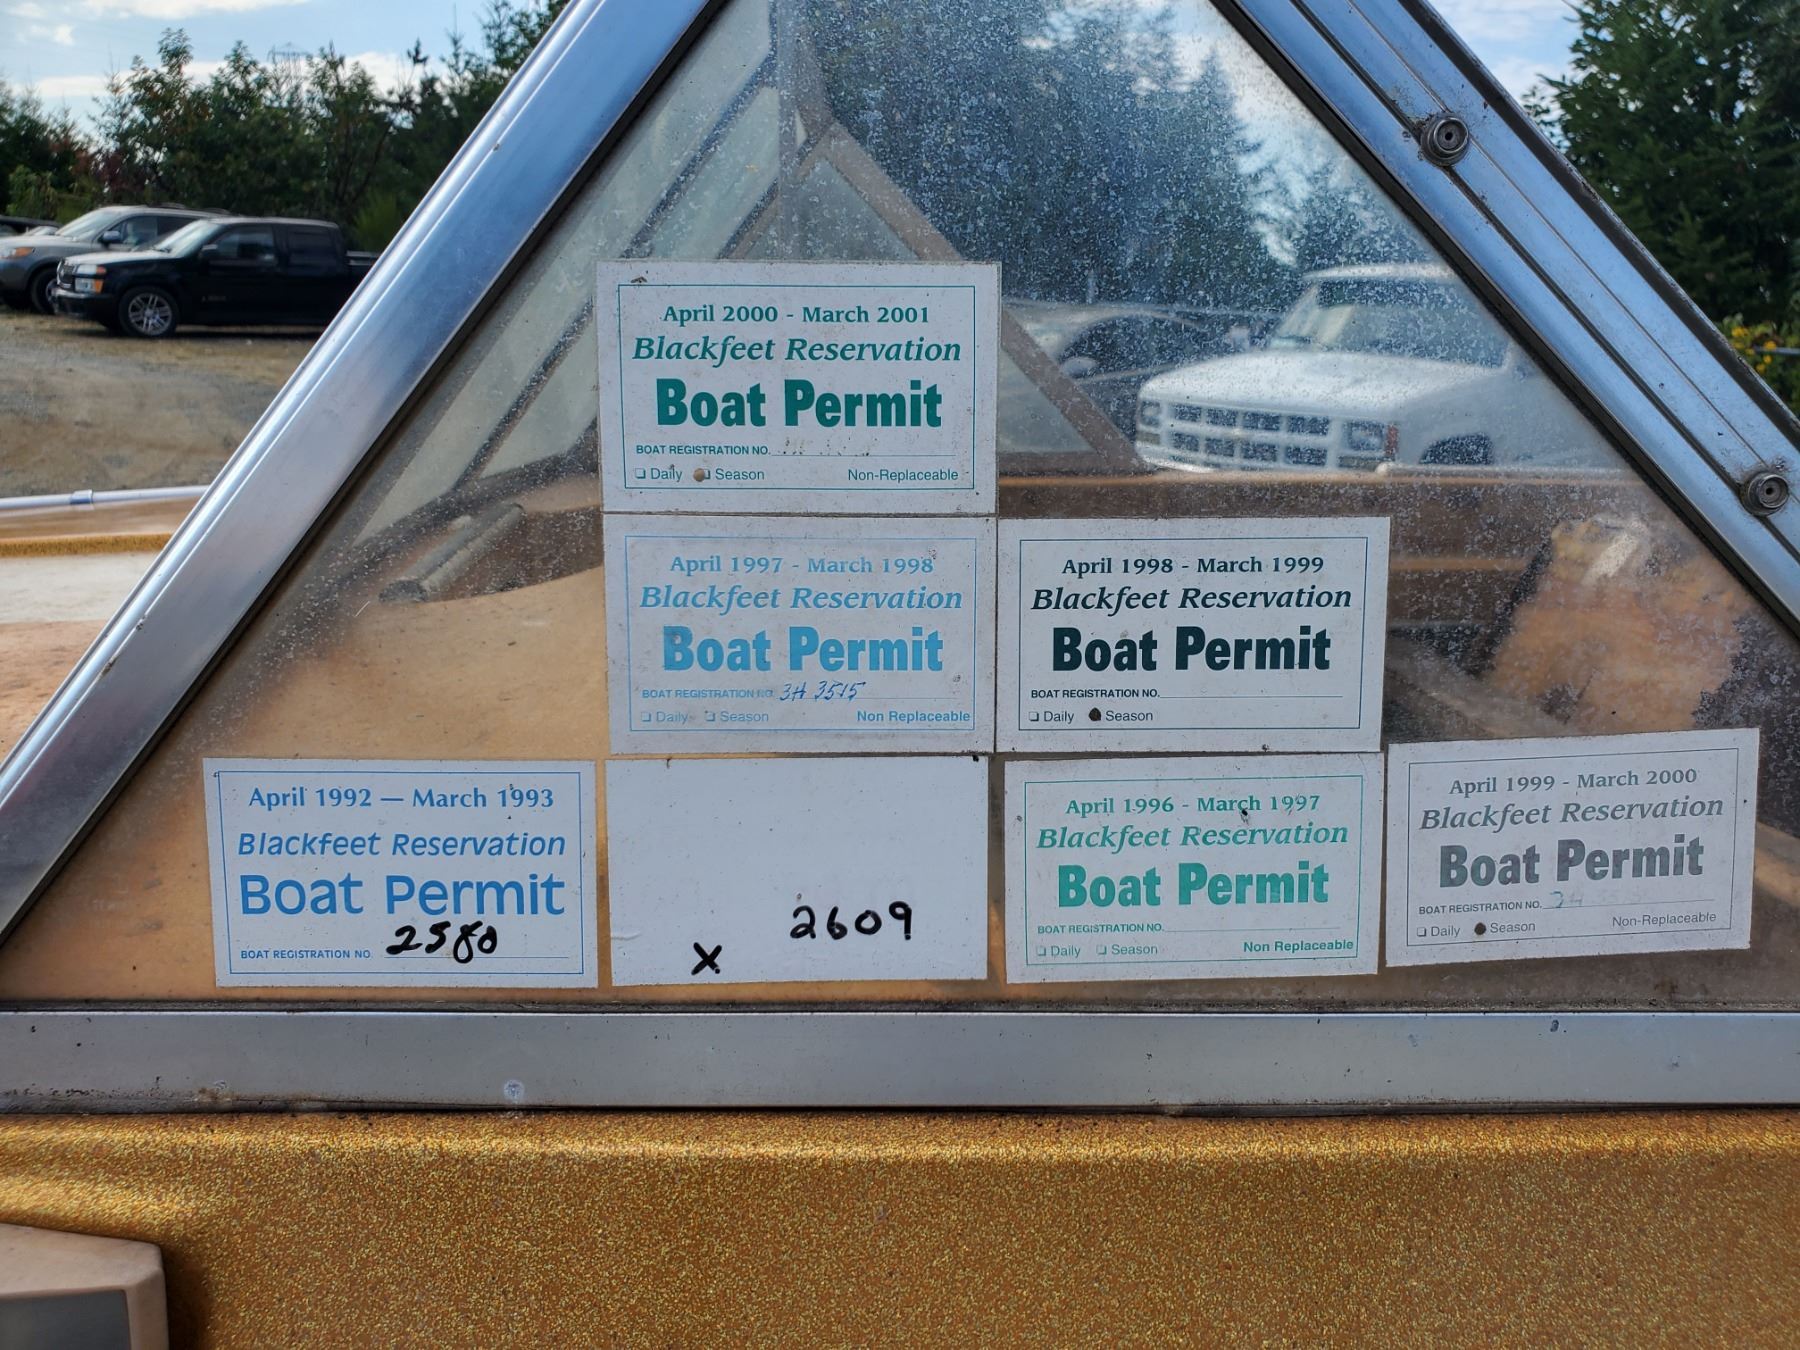 April 2000 - March 2001
Blackfeet Reservation
Boat Permit
BOAT REGISTRATION NO.
Daily Season Non-Replaceable
April 1997 - March 1998
Blackfeet Reservation
Boat Permit
BOAT REGISTRATION NO. 3H 3515
Daily Season Non Replaceable
April 1998 - March 1999
Blackfeet Reservation
Boat Permit
BOAT REGISTRATION NO.
Daily Season
April 1992 — March 1993
Blackfeet Reservation
Boat Permit
BOAT REGISTRATION NO. 2580
2609
X
April 1996 - March 1997
Blackfeet Reservation
Boat Permit
BOAT REGISTRATION NO.
Daily Season Non Replaceable
April 1999 - March 2000
Blackfeet Reservation
Boat Permit
BOAT REGISTRATION NO.
Daily Season Non-Replaceable